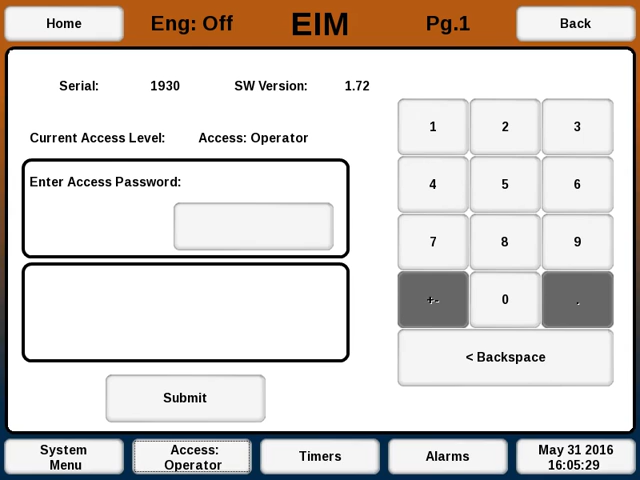 Home
Eng: Off
EIM
Pg.1
Back
Serial: 1930 SW Version: 1.72
Current Access Level: Access: Operator
Enter Access Password:
1 2 3
4 5 6
7 8 9
+- 0 .
< Backspace
Submit
System
Menu
Access:
Operator
Timers
Alarms
May 31 2016
16:05:29